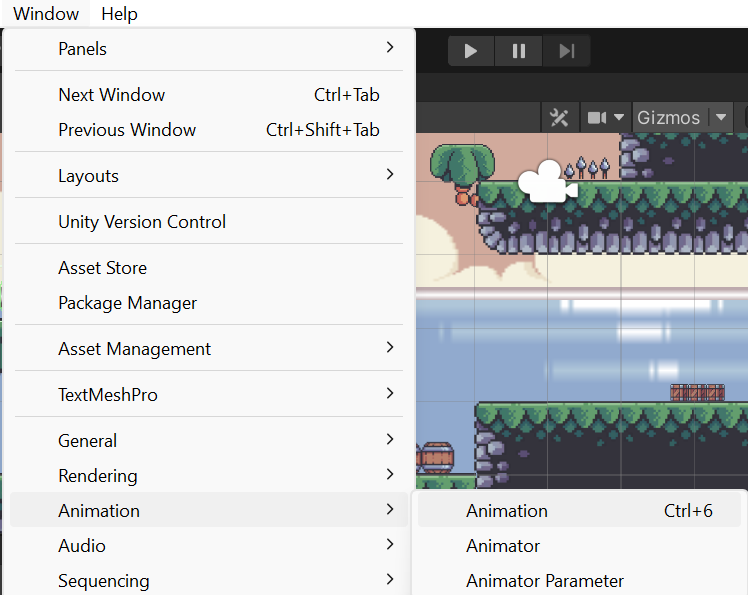 Window Help
Panels
Next Window Ctrl+Tab
Previous Window Ctrl+Shift+Tab
Gizmos
Layouts
Unity Version Control
Asset Store
Package Manager
Asset Management
TextMeshPro
General
Rendering
Animation
Audio
Sequencing
Animation Ctrl+6
Animator
Animator Parameter